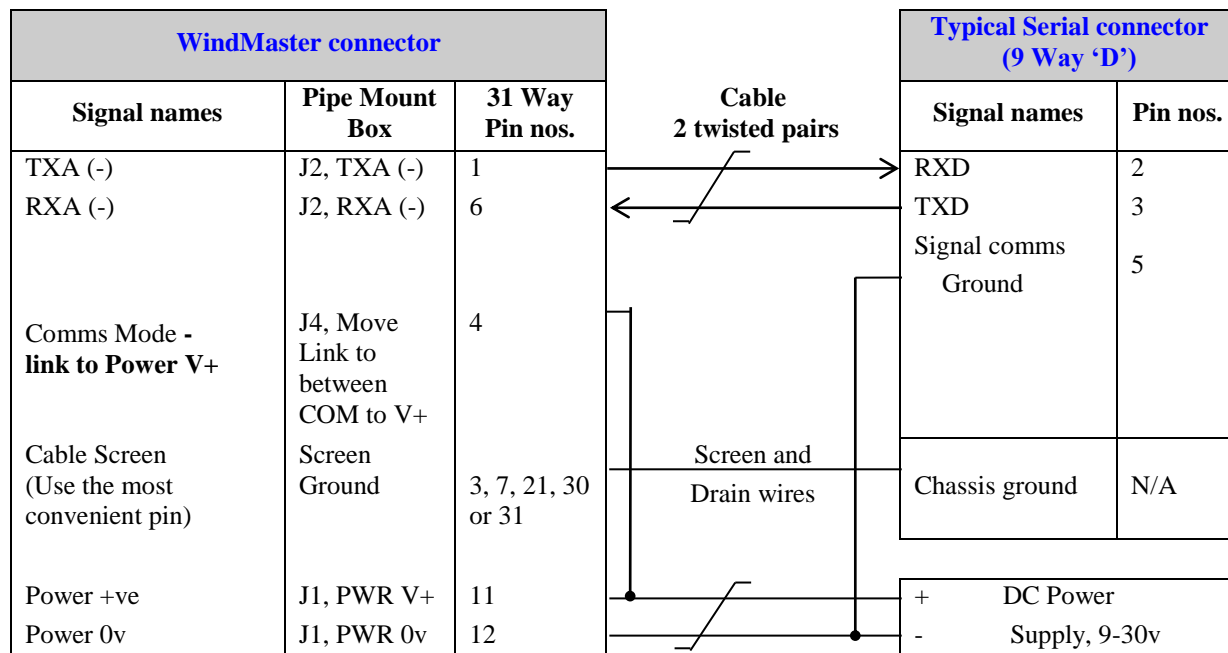 WindMaster connector
Typical Serial connector
(9 Way ‘D’)
Signal names
Pipe Mount
Box
31 Way
Pin nos.
Cable
2 twisted pairs
Signal names
Pin nos.
TXA (-)
J2, TXA (-)
1
RXD
2
RXA (-)
J2, RXA (-)
6
TXD
3
Signal comms
Ground
5
Comms Mode -
link to Power V+
J4, Move
Link to
between
COM to V+
4
Cable Screen
(Use the most
convenient pin)
Screen
Ground
3, 7, 21, 30
or 31
Screen and
Drain wires
Chassis ground
N/A
Power +ve
J1, PWR V+
11
+ DC Power
Power 0v
J1, PWR 0v
12
- Supply, 9-30v